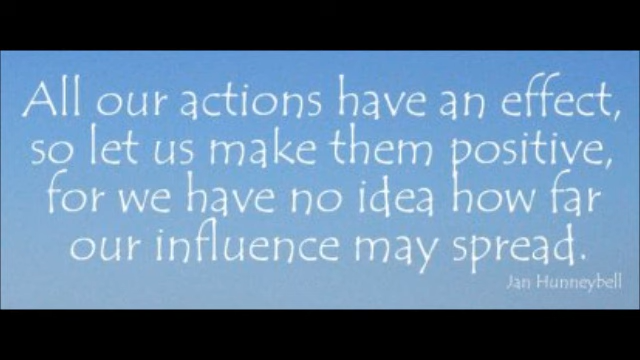 All our actions have an effect,
so let us make them positive,
for we have no idea how far
our influence may spread.
Jan Hunneybell